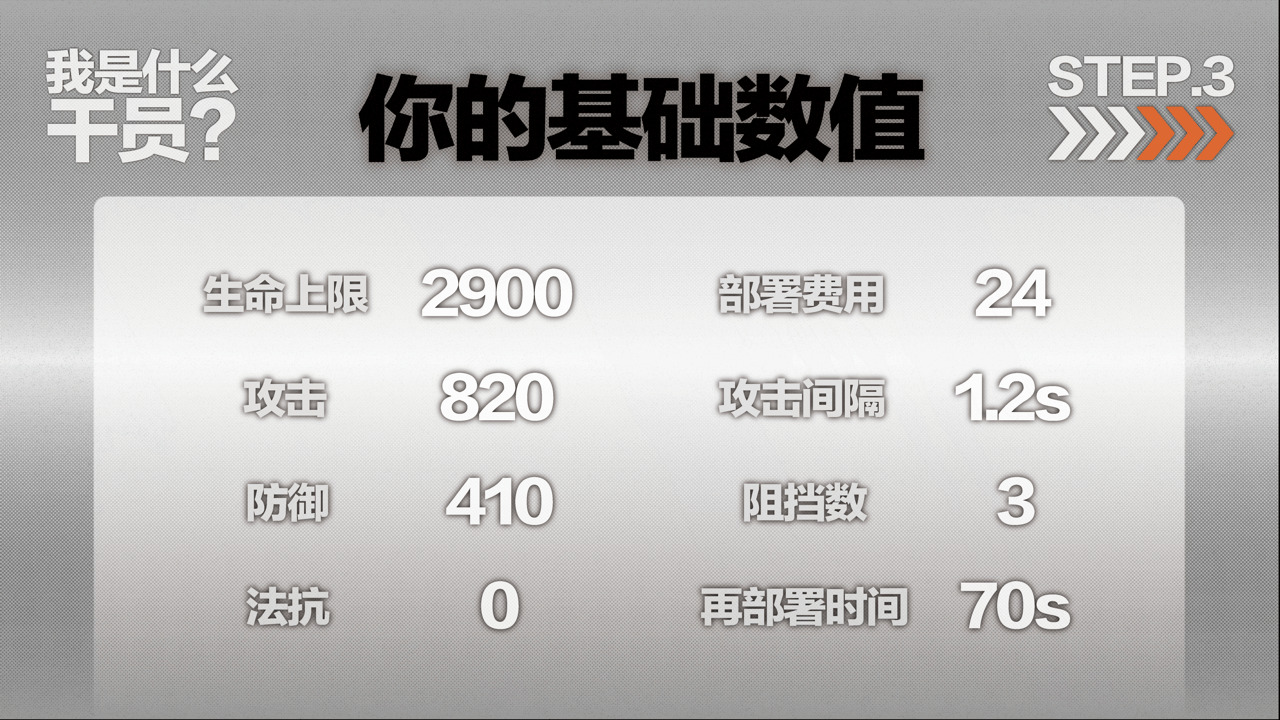 我是什么
干员?
你的基础数值
STEP.3
生命上限 2900 部署费用 24
攻击 820 攻击间隔 1.2s
防御 410 阻挡数 3
法抗 0 再部署时间 70s